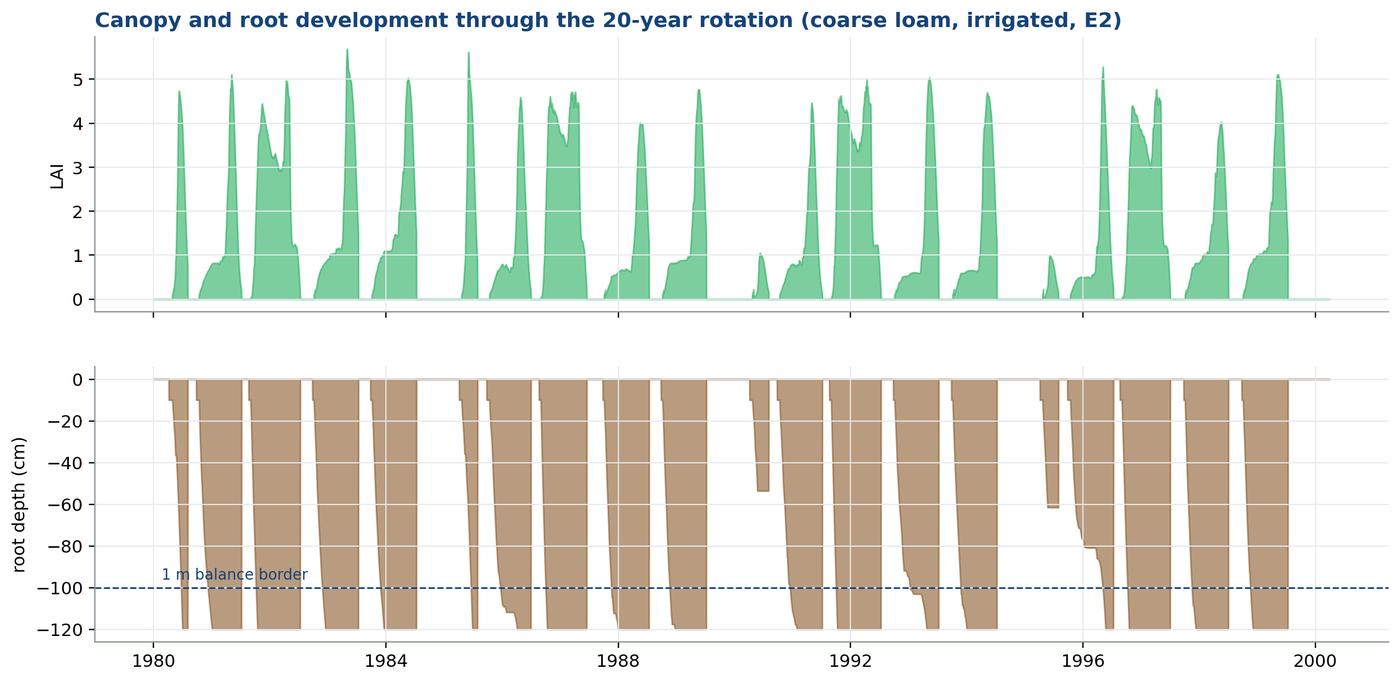 Canopy and root development through the 20-year rotation (coarse loam, irrigated, E2)
5
4
3
2
1
0
LAI
0
−20
−40
−60
−80
−100
−120
root depth (cm)
1 m balance border
1980 1984 1988 1992 1996 2000